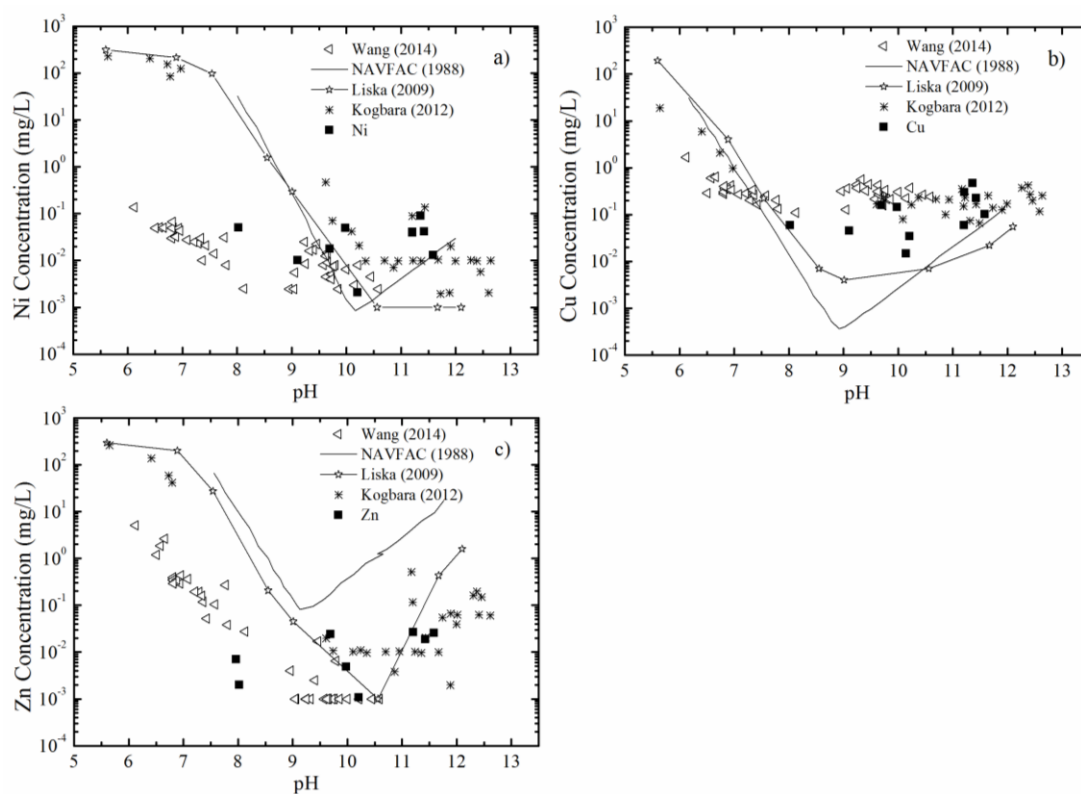 a)
Wang (2014)
NAVFAC (1988)
Liska (2009)
Kogbara (2012)
Ni
Ni Concentration (mg/L)
10³
10²
10¹
10⁰
10⁻¹
10⁻²
10⁻³
10⁻⁴
5 6 7 8 9 10 11 12 13
pH
b)
Wang (2014)
NAVFAC (1988)
Liska (2009)
Kogbara (2012)
Cu
Cu Concentration (mg/L)
10³
10²
10¹
10⁰
10⁻¹
10⁻²
10⁻³
10⁻⁴
5 6 7 8 9 10 11 12 13
pH
c)
Wang (2014)
NAVFAC (1988)
Liska (2009)
Kogbara (2012)
Zn
Zn Concentration (mg/L)
10³
10²
10¹
10⁰
10⁻¹
10⁻²
10⁻³
10⁻⁴
5 6 7 8 9 10 11 12 13
pH